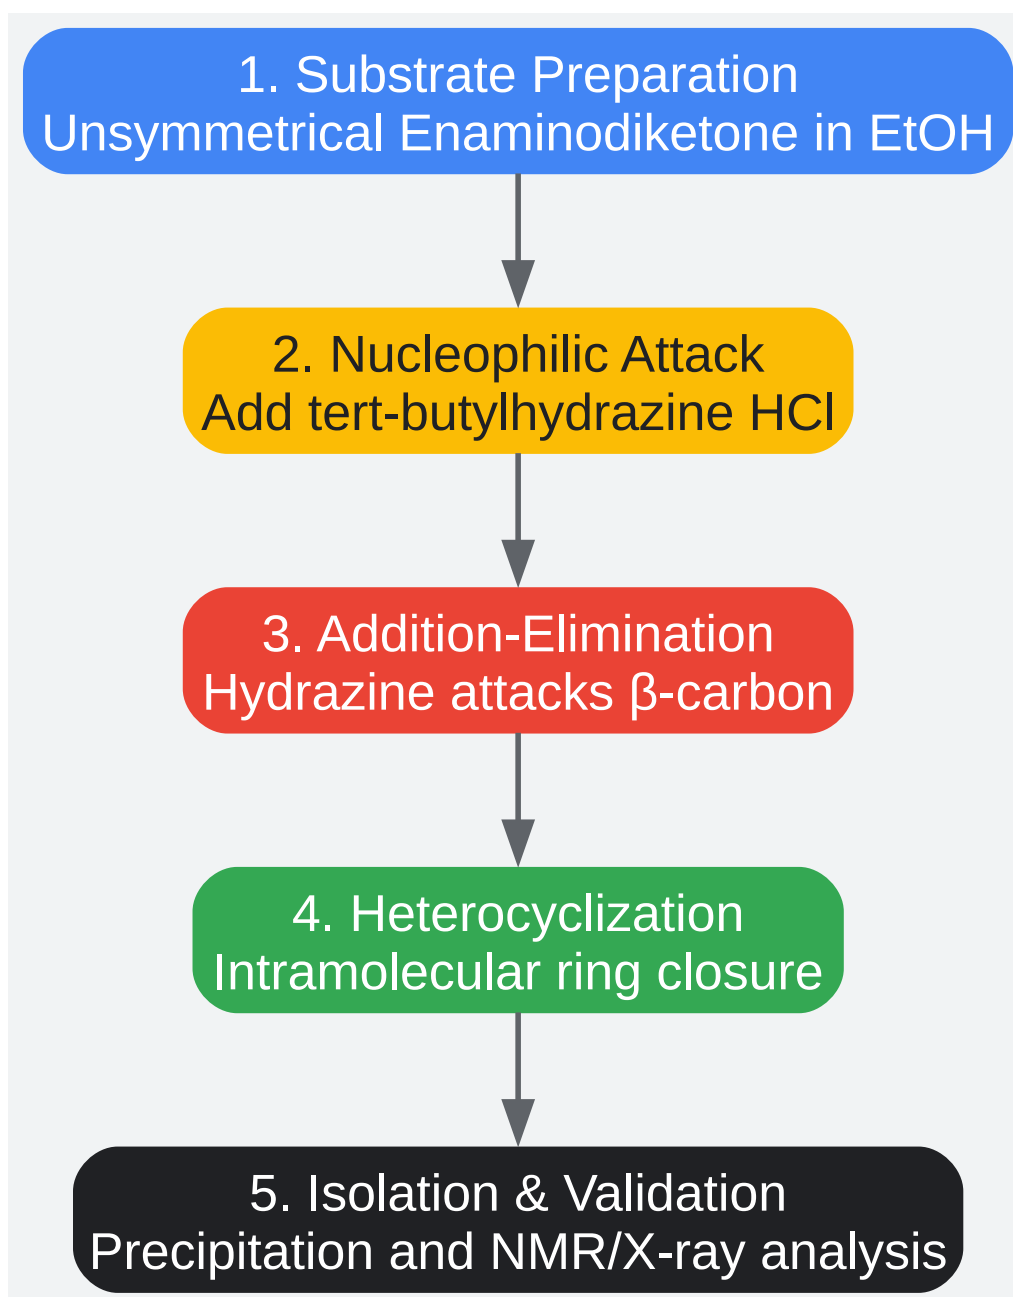 1. Substrate Preparation
Unsymmetrical Enaminodiketone in EtOH
2. Nucleophilic Attack
Add tert-butylhydrazine HCl
3. Addition-Elimination
Hydrazine attacks β-carbon
4. Heterocyclization
Intramolecular ring closure
5. Isolation & Validation
Precipitation and NMR/X-ray analysis